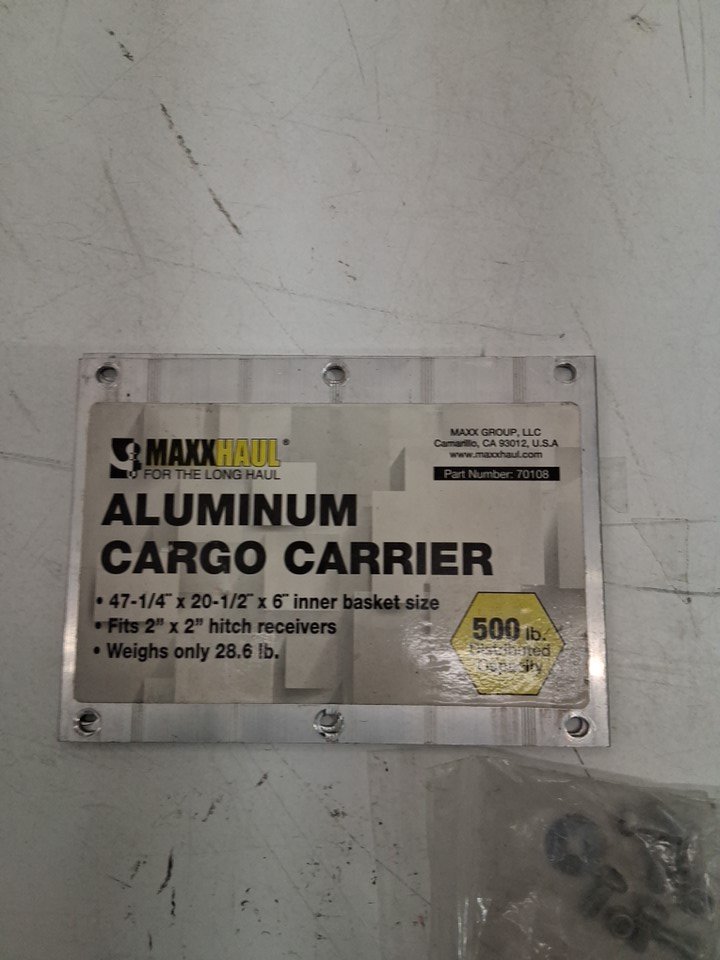 MAXXHAUL®
FOR THE LONG HAUL
MAXX GROUP, LLC
Camarillo, CA 93012, U.S.A
www.maxxhaul.com
Part Number: 70108
ALUMINUM
CARGO CARRIER
• 47-1/4" x 20-1/2" x 6" inner basket size
• Fits 2" x 2" hitch receivers
• Weighs only 28.6 lb.
500 lb.
Distributed
Capacity